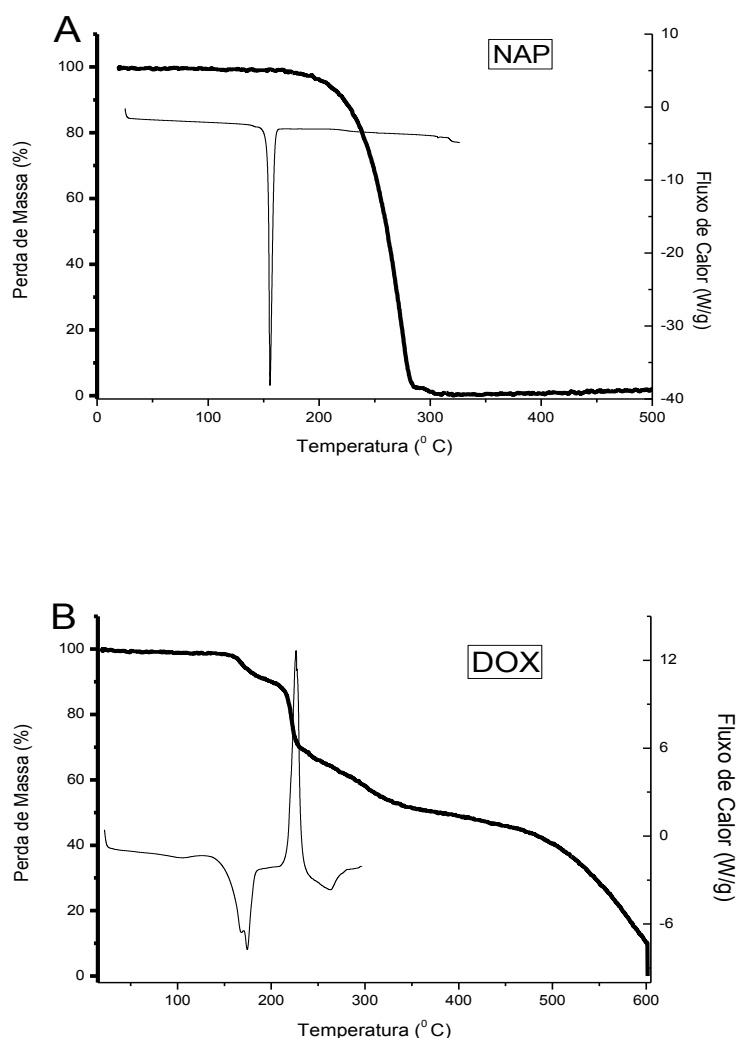 A
NAP
100
80
60
40
20
0
Perda de Massa (%)
10
0
-10
-20
-30
-40
Fluxo de Calor (W/g)
0 100 200 300 400 500
Temperatura (⁰ C)
B
DOX
100
80
60
40
20
0
Perda de Massa (%)
12
6
0
-6
Fluxo de Calor (W/g)
100 200 300 400 500 600
Temperatura (⁰ C)